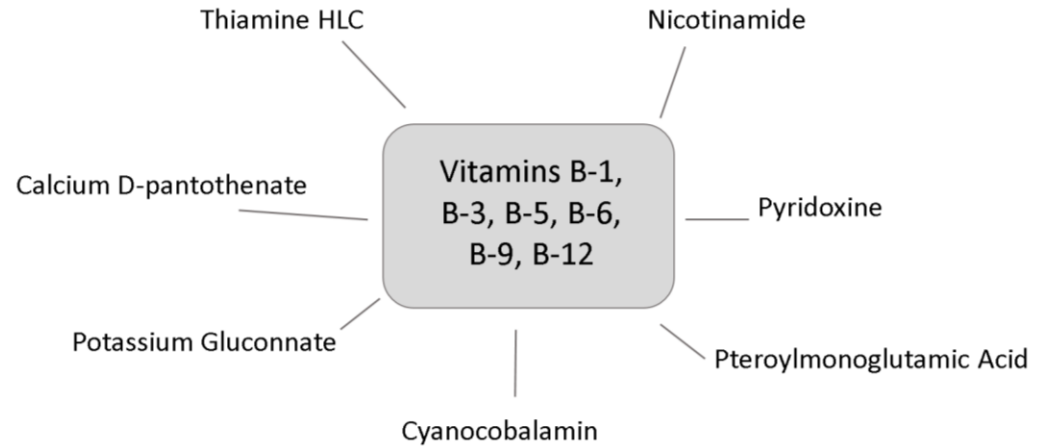 Thiamine HLC
Nicotinamide
Vitamins B-1,
B-3, B-5, B-6,
B-9, B-12
Calcium D-pantothenate
Pyridoxine
Potassium Gluconnate
Pteroylmonoglutamic Acid
Cyanocobalamin